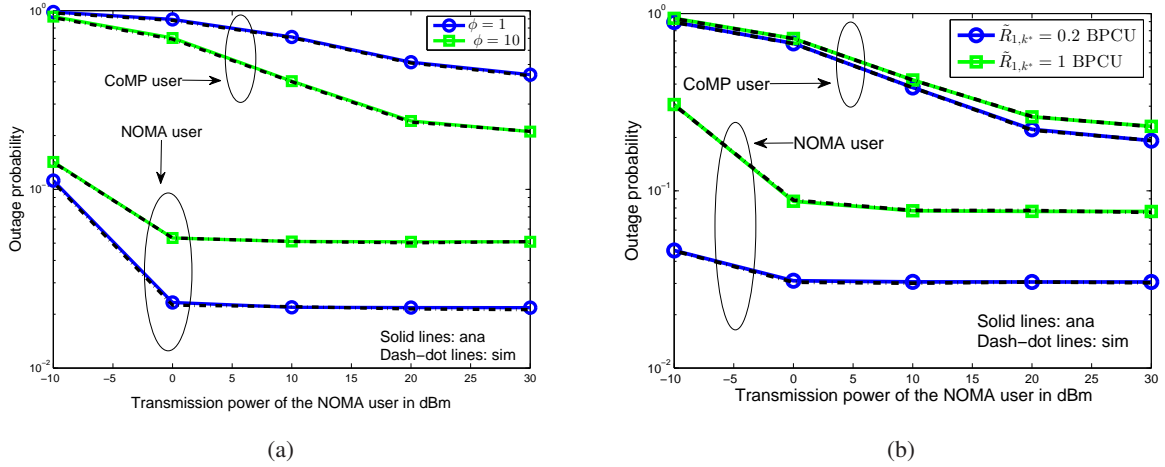 10^0
10^{-1}
10^{-2}
Outage probability
ϕ = 1
ϕ = 10
CoMP user
NOMA user
Solid lines: ana
Dash−dot lines: sim
−10 −5 0 5 10 15 20 25 30
Transmission power of the NOMA user in dBm
(a)
10^0
10^{-1}
10^{-2}
Outage probability
R̃_{1,k*} = 0.2 BPCU
R̃_{1,k*} = 1 BPCU
CoMP user
NOMA user
Solid lines: ana
Dash−dot lines: sim
−10 −5 0 5 10 15 20 25 30
Transmission power of the NOMA user in dBm
(b)